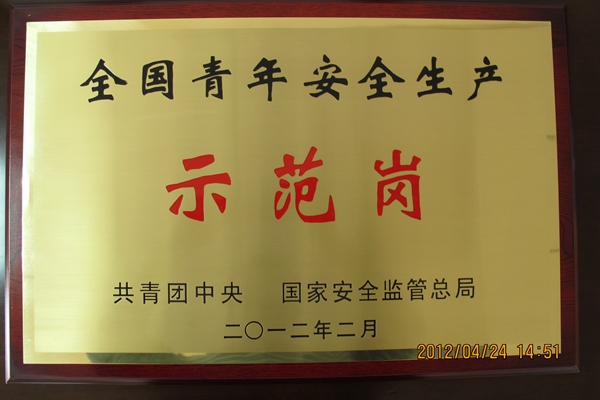 全国青年安全生产
示范岗
共青团中央 国家安全监管总局
二〇一二年二月
2012/04/24 14:51